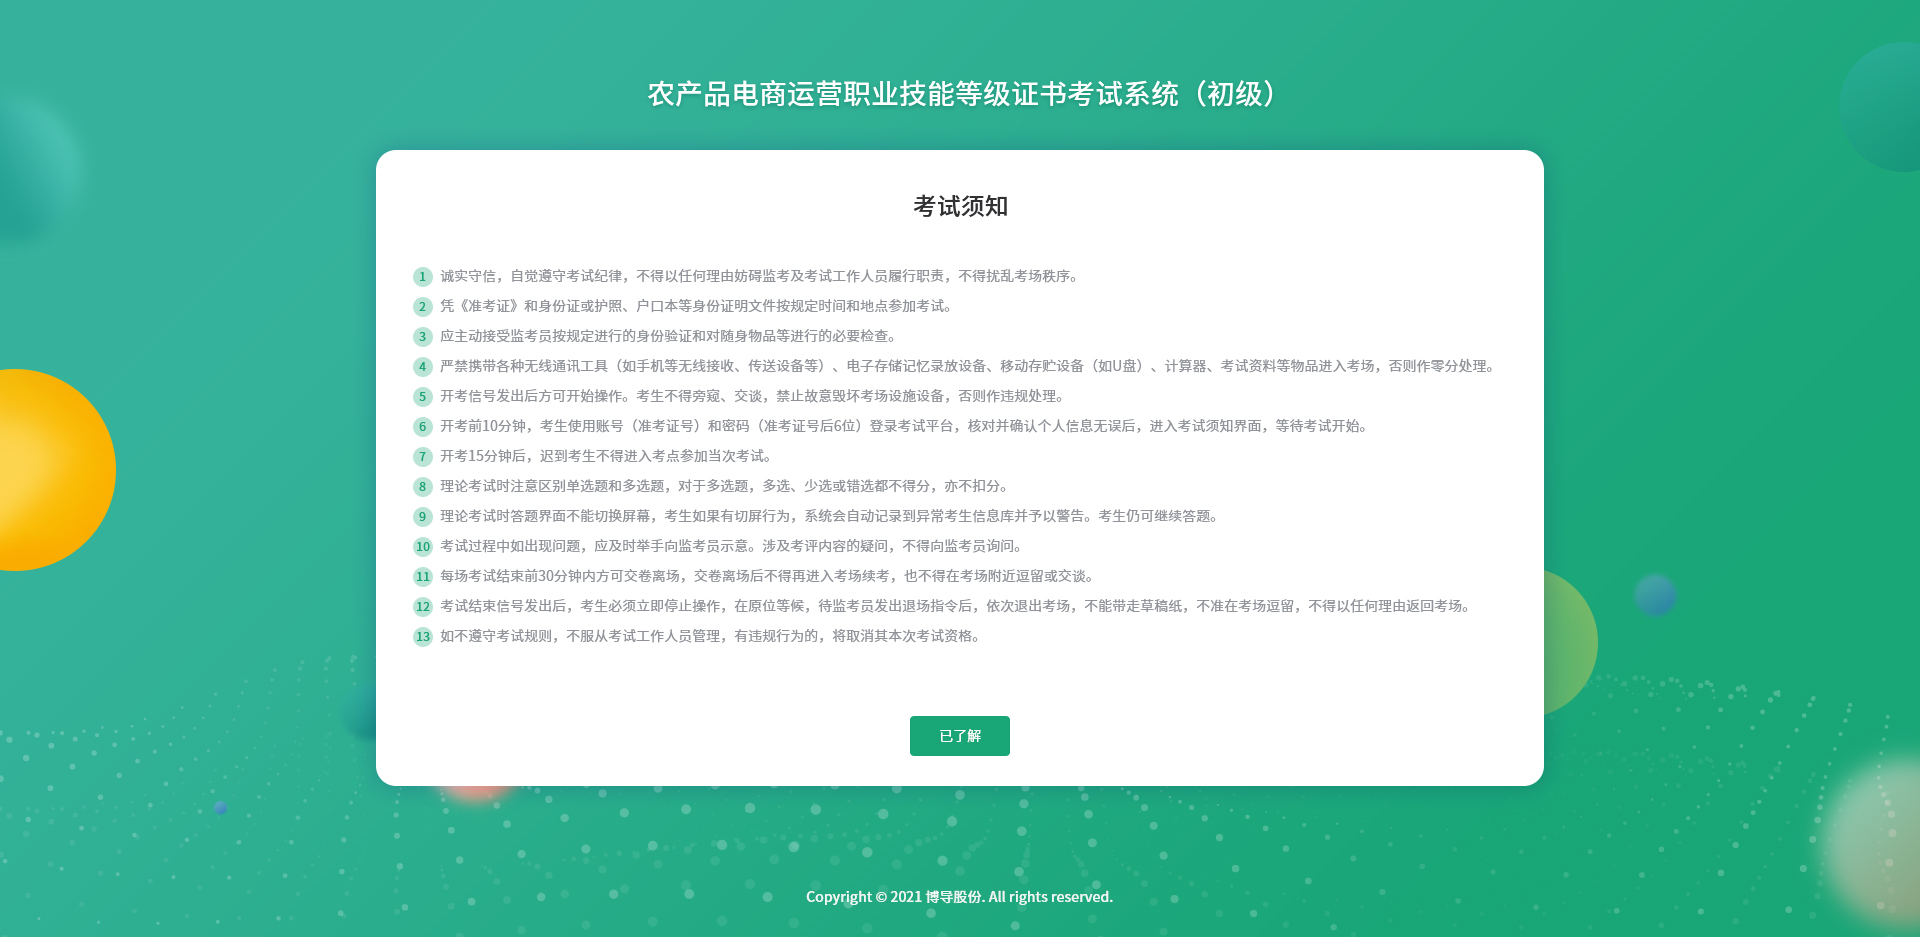 农产品电商运营职业技能等级证书考试系统（初级）
考试须知
1 诚实守信，自觉遵守考试纪律，不得以任何理由妨碍监考及考试工作人员履行职责，不得扰乱考场秩序。
2 凭《准考证》和身份证或护照、户口本等身份证明文件按规定时间和地点参加考试。
3 应主动接受监考员按规定进行的身份验证和对随身物品等进行的必要检查。
4 严禁携带各种无线通讯工具（如手机等无线接收、传送设备等）、电子存储记忆录放设备、移动存贮设备（如U盘）、计算器、考试资料等物品进入考场，否则作零分处理。
5 开考信号发出后方可开始操作。考生不得旁窥、交谈，禁止故意毁坏考场设施设备，否则作违规处理。
6 开考前10分钟，考生使用账号（准考证号）和密码（准考证号后6位）登录考试平台，核对并确认个人信息无误后，进入考试须知界面，等待考试开始。
7 开考15分钟后，迟到考生不得进入考点参加当次考试。
8 理论考试时注意区别单选题和多选题，对于多选题，多选、少选或错选都不得分，亦不扣分。
9 理论考试时答题界面不能切换屏幕，考生如果有切屏行为，系统会自动记录到异常考生信息库并予以警告。考生仍可继续答题。
10 考试过程中如出现问题，应及时举手向监考员示意。涉及考评内容的疑问，不得向监考员询问。
11 每场考试结束前30分钟内方可交卷离场，交卷离场后不得再进入考场续考，也不得在考场附近逗留或交谈。
12 考试结束信号发出后，考生必须立即停止操作，在原位等候，待监考员发出退场指令后，依次退出考场，不能带走草稿纸，不准在考场逗留，不得以任何理由返回考场。
13 如不遵守考试规则，不服从考试工作人员管理，有违规行为的，将取消其本次考试资格。
已了解
Copyright © 2021 博导股份. All rights reserved.